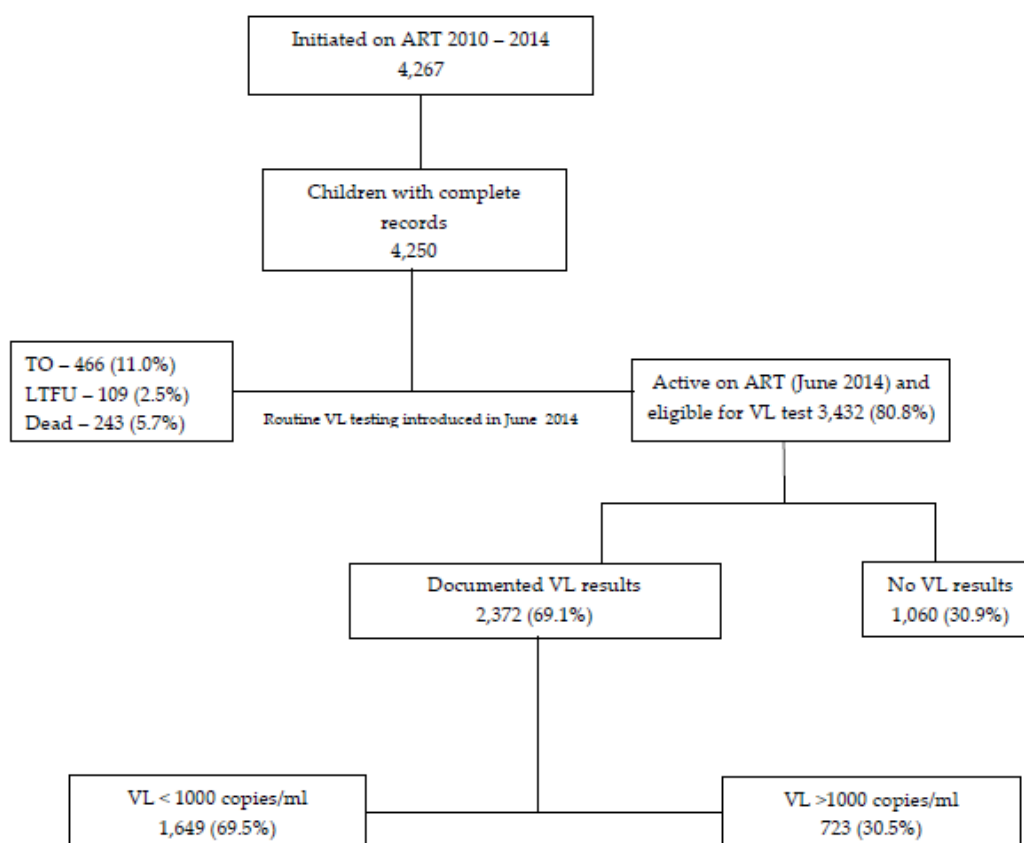 Initiated on ART 2010 – 2014
4,267
Children with complete
records
4,250
TO – 466 (11.0%)
LTFU – 109 (2.5%)
Dead – 243 (5.7%)
Routine VL testing introduced in June 2014
Active on ART (June 2014) and
eligible for VL test 3,432 (80.8%)
Documented VL results
2,372 (69.1%)
No VL results
1,060 (30.9%)
VL < 1000 copies/ml
1,649 (69.5%)
VL >1000 copies/ml
723 (30.5%)